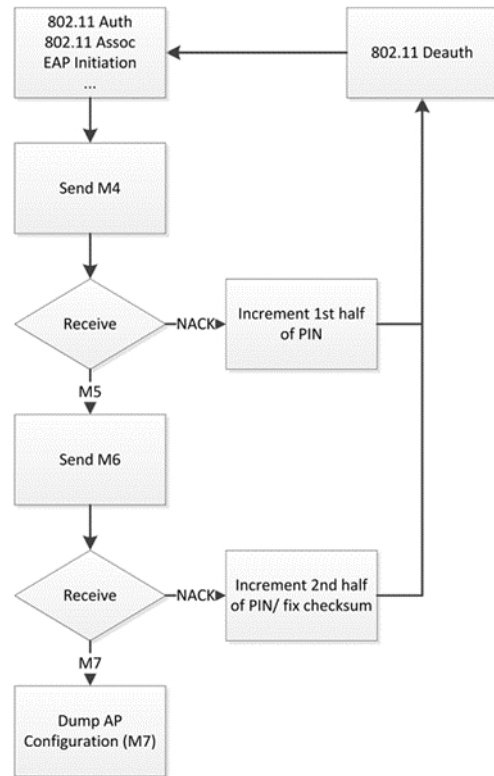 802.11 Auth
802.11 Assoc
EAP Initiation
...
802.11 Deauth
Send M4
Receive
NACK
Increment 1st half
of PIN
M5
Send M6
Receive
NACK
Increment 2nd half
of PIN/ fix checksum
M7
Dump AP
Configuration (M7)